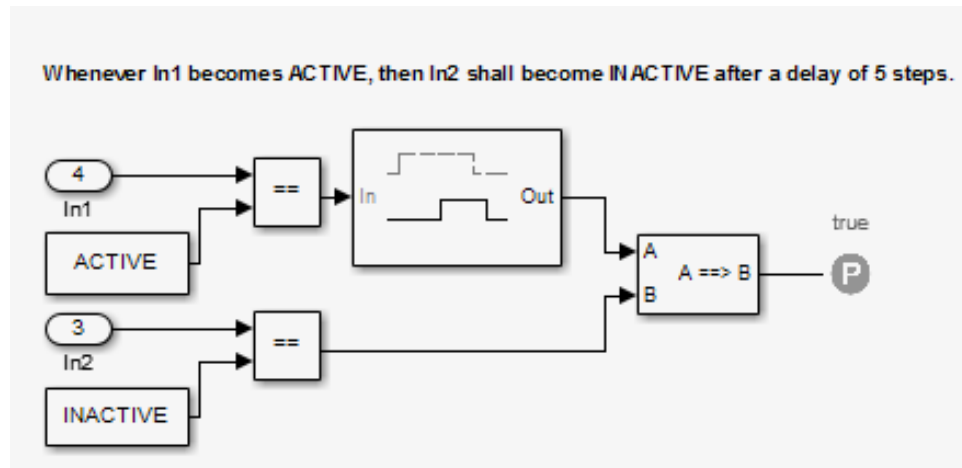 Whenever In1 becomes ACTIVE, then In2 shall become INACTIVE after a delay of 5 steps.
4
In1
ACTIVE
==
In
Out
true
A
B
A ==> B
P
3
In2
INACTIVE
==